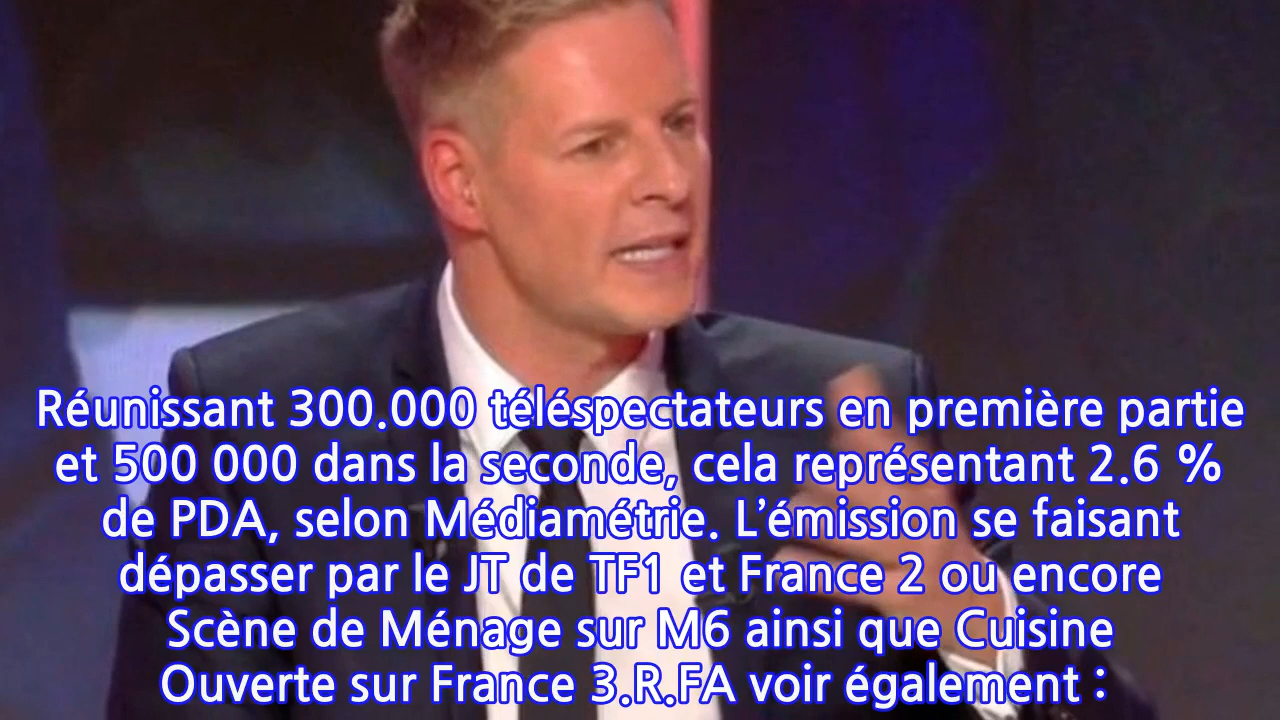 Réunissant 300.000 téléspectateurs en première partie
et 500 000 dans la seconde, cela représentant 2.6 %
de PDA, selon Médiamétrie. L’émission se faisant
dépasser par le JT de TF1 et France 2 ou encore
Scène de Ménage sur M6 ainsi que Cuisine
Ouverte sur France 3.R.FA voir également :